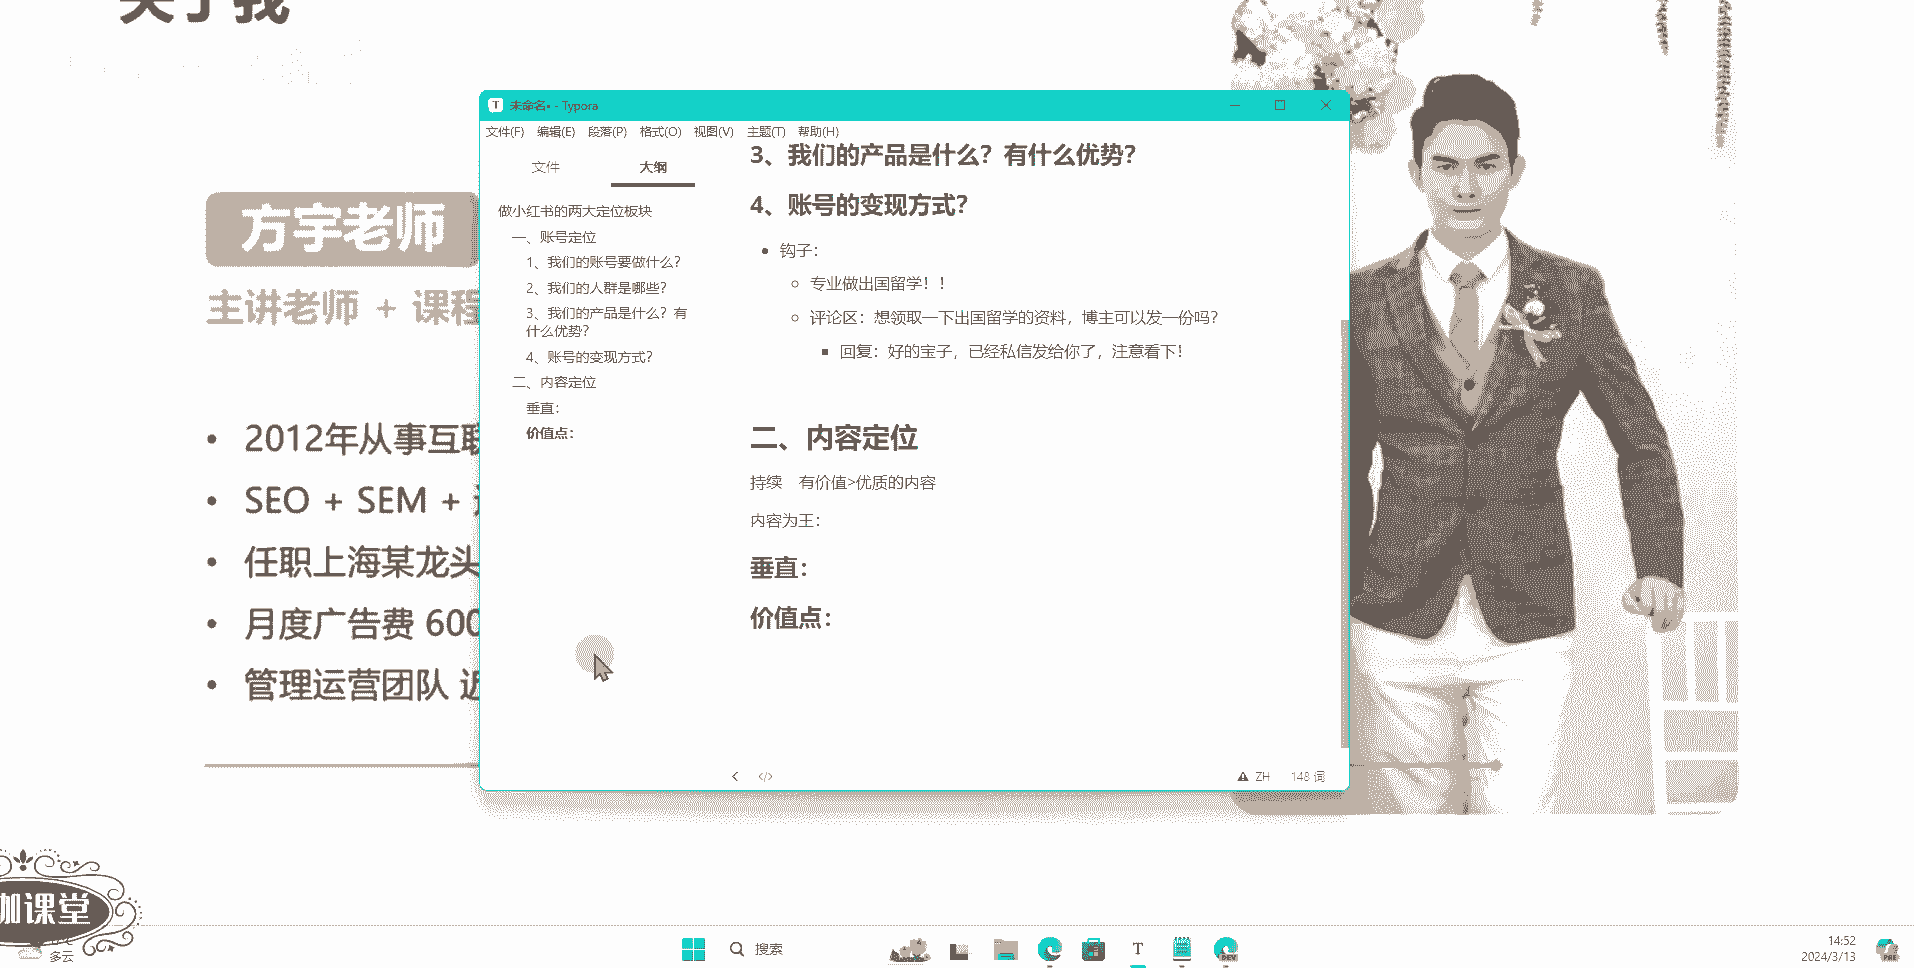 关于我
方宇老师
主讲老师 + 课程
2012年从事互联
SEO + SEM +
任职上海某龙头
月度广告费 600
管理运营团队 近
未命名• - Typora
文件(F) 编辑(E) 段落(P) 格式(O) 视图(V) 主题(T) 帮助(H)
文件 大纲
做小红书的两大定位板块
一、账号定位
1、我们的账号要做什么?
2、我们的人群是哪些?
3、我们的产品是什么？有
什么优势?
4、账号的变现方式?
二、内容定位
垂直：
价值点：
3、我们的产品是什么？有什么优势?
4、账号的变现方式?
钩子：
专业做出国留学！！
评论区：想领取一下出国留学的资料，博主可以发一份吗?
回复：好的宝子，已经私信发给你了，注意看下!
二、内容定位
持续 有价值>优质的内容
内容为王：
垂直：
价值点：
ZH 148 词
加课堂
多云
搜索
14:52
2024/3/13